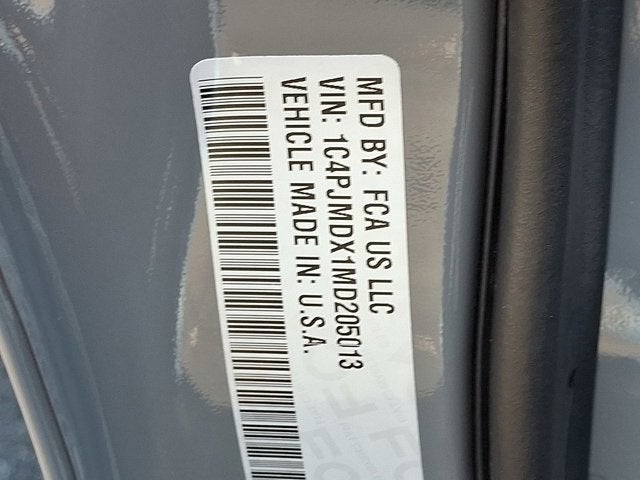 MFD BY: FCA US LLC
VIN: 1C4PJMDX1MD205013
VEHICLE MADE IN: U.S.A.